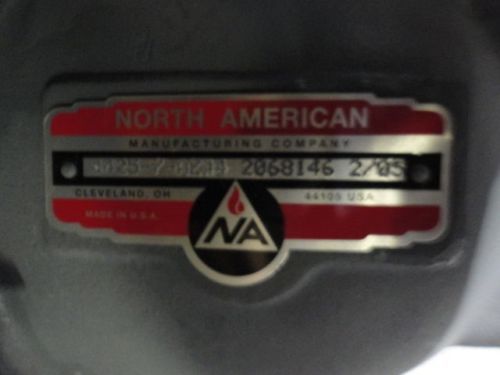 NORTH AMERICAN
MANUFACTURING COMPANY
2068146 2/05
CLEVELAND, OH 44105 USA
MADE IN U.S.A.
NA